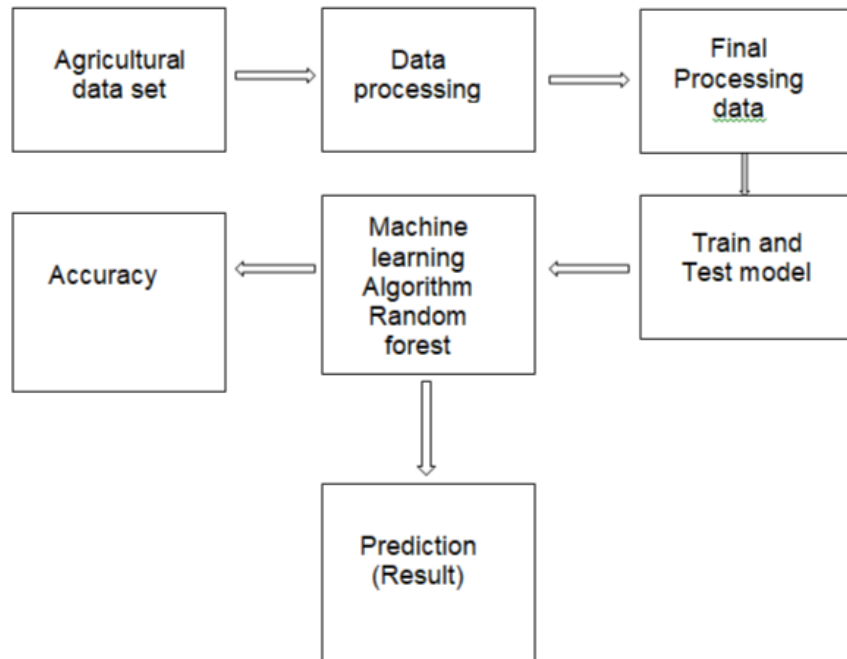 Agricultural
data set
Data
processing
Final
Processing
data
Train and
Test model
Machine
learning
Algorithm
Random
forest
Accuracy
Prediction
(Result)